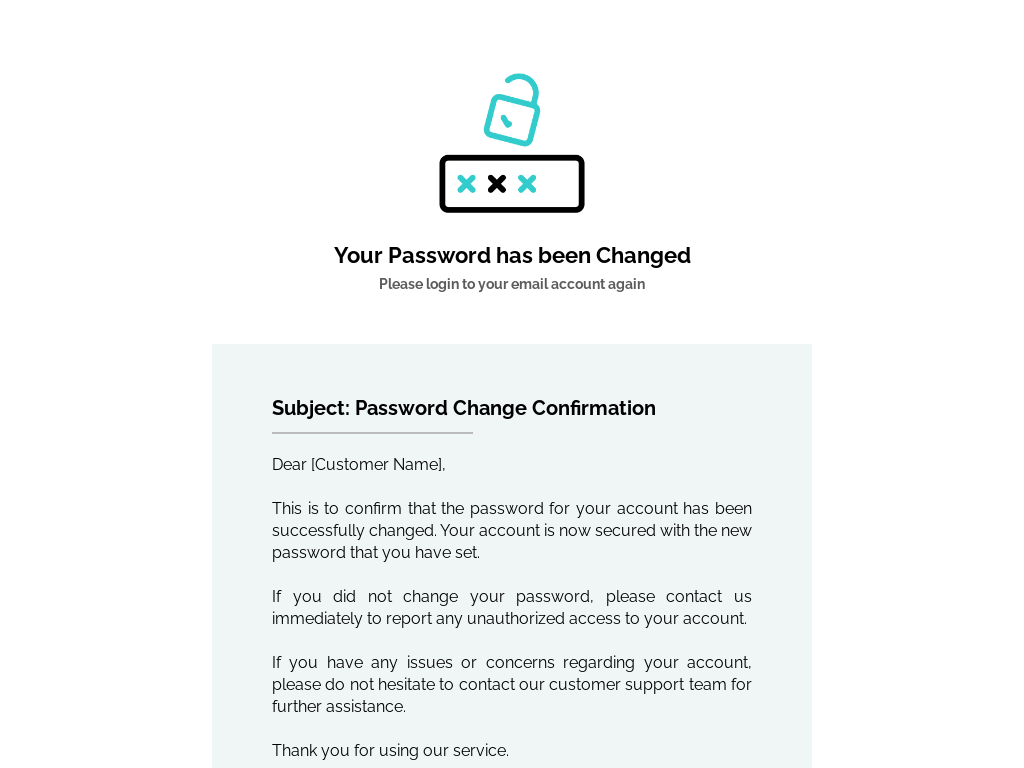 Your Password has been Changed
Please login to your email account again
Subject: Password Change Confirmation
Dear [Customer Name],
This is to confirm that the password for your account has been
successfully changed. Your account is now secured with the new
password that you have set.
If you did not change your password, please contact us
immediately to report any unauthorized access to your account.
If you have any issues or concerns regarding your account,
please do not hesitate to contact our customer support team for
further assistance.
Thank you for using our service.